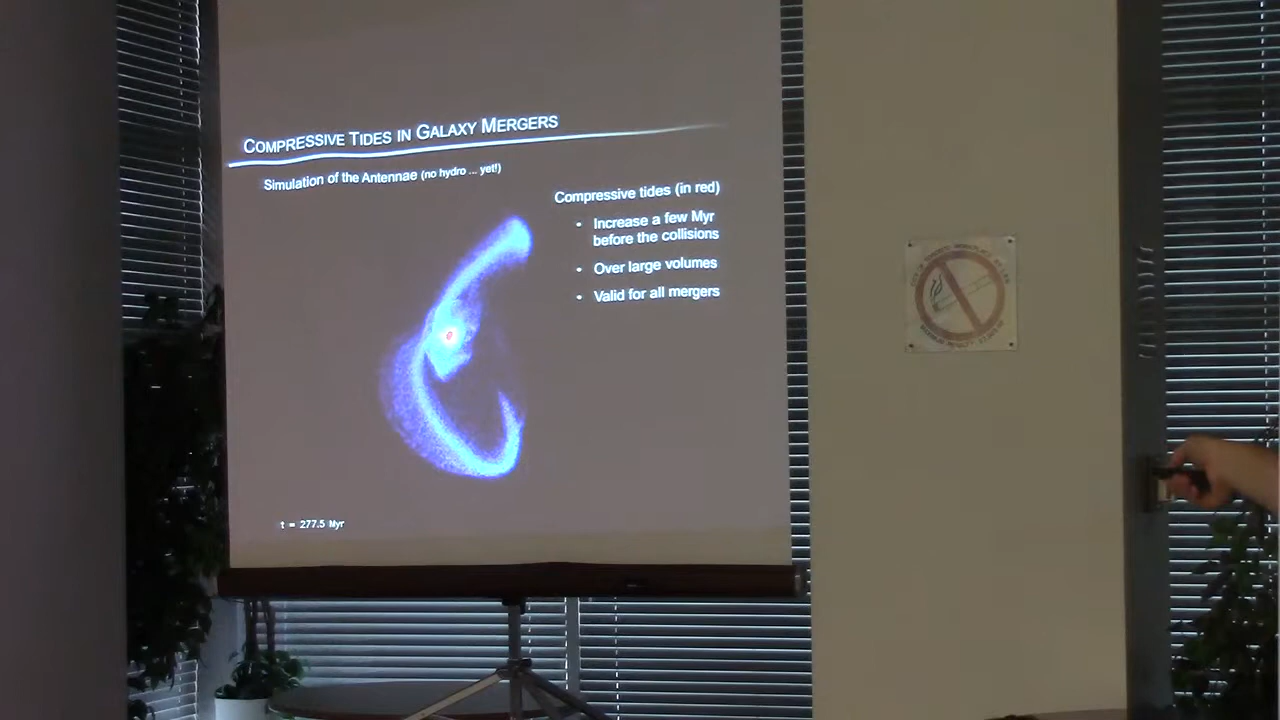 COMPRESSIVE TIDES IN GALAXY MERGERS
Simulation of the Antennae (no hydro ... yet!)
Compressive tides (in red)
• Increase a few Myr
before the collisions
• Over large volumes
• Valid for all mergers
t = 277.5 Myr